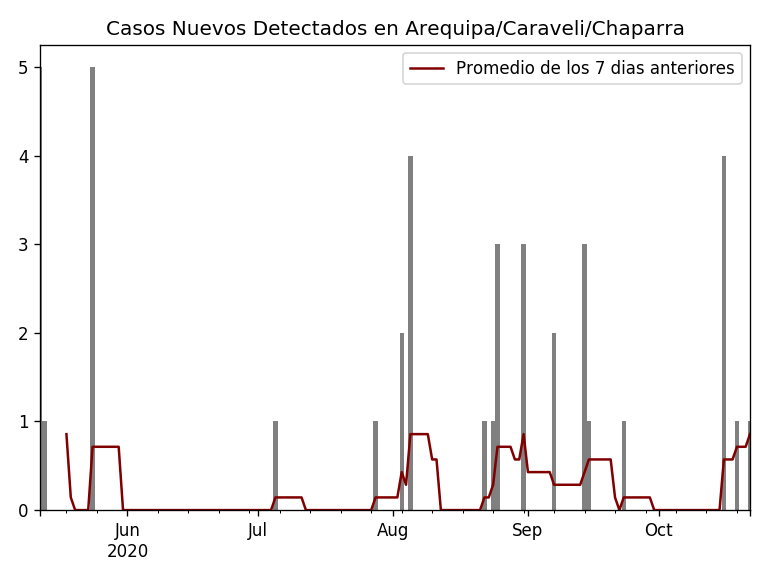 Casos Nuevos Detectados en Arequipa/Caraveli/Chaparra
Promedio de los 7 dias anteriores
5
4
3
2
1
0
Jun Jul Aug Sep Oct
2020